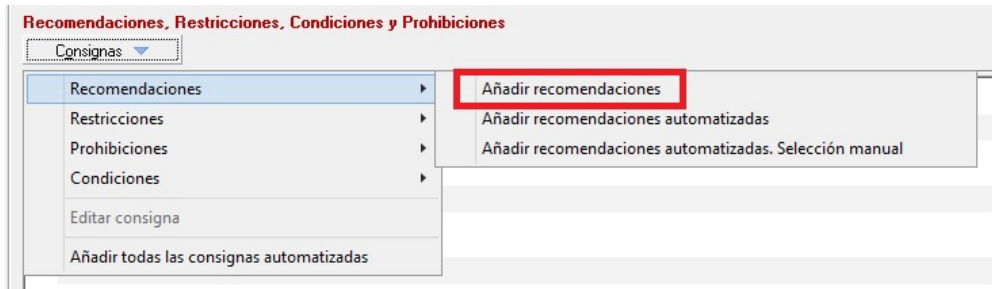 Recomendaciones, Restricciones, Condiciones y Prohibiciones
Consignas
Recomendaciones
Restricciones
Prohibiciones
Condiciones
Editar consigna
Añadir todas las consignas automatizadas
Añadir recomendaciones
Añadir recomendaciones automatizadas
Añadir recomendaciones automatizadas. Selección manual